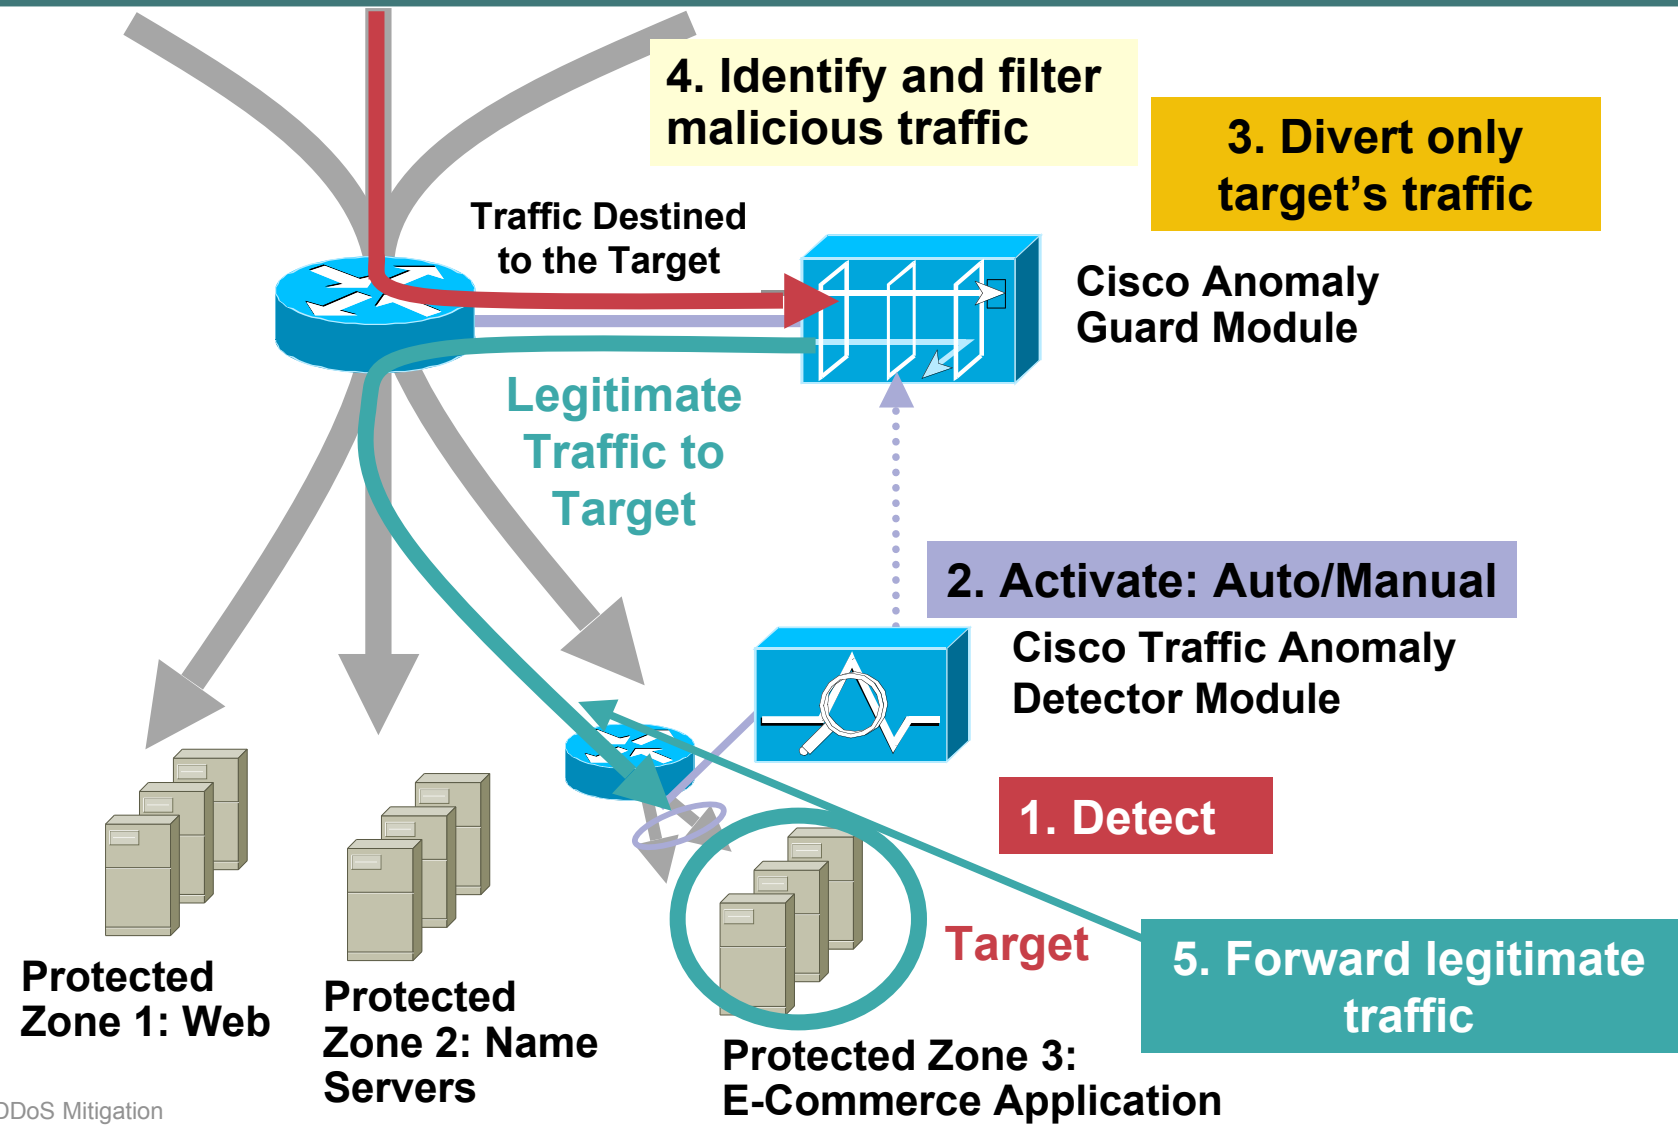 4. Identify and filter
malicious traffic
3. Divert only
target’s traffic
Traffic Destined
to the Target
Cisco Anomaly
Guard Module
Legitimate
Traffic to
Target
2. Activate: Auto/Manual
Cisco Traffic Anomaly
Detector Module
1. Detect
Target
5. Forward legitimate
traffic
Protected
Zone 1: Web
Protected
Zone 2: Name
Servers
Protected Zone 3:
E-Commerce Application
DDoS Mitigation